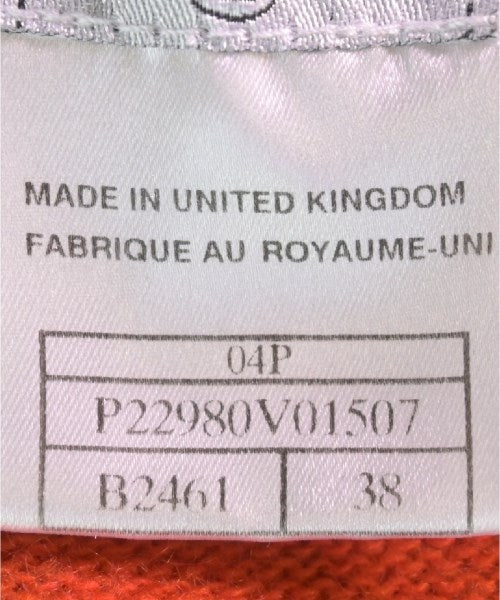 MADE IN UNITED KINGDOM
FABRIQUE AU ROYAUME-UNI
04P
P22980V01507
B2461 38